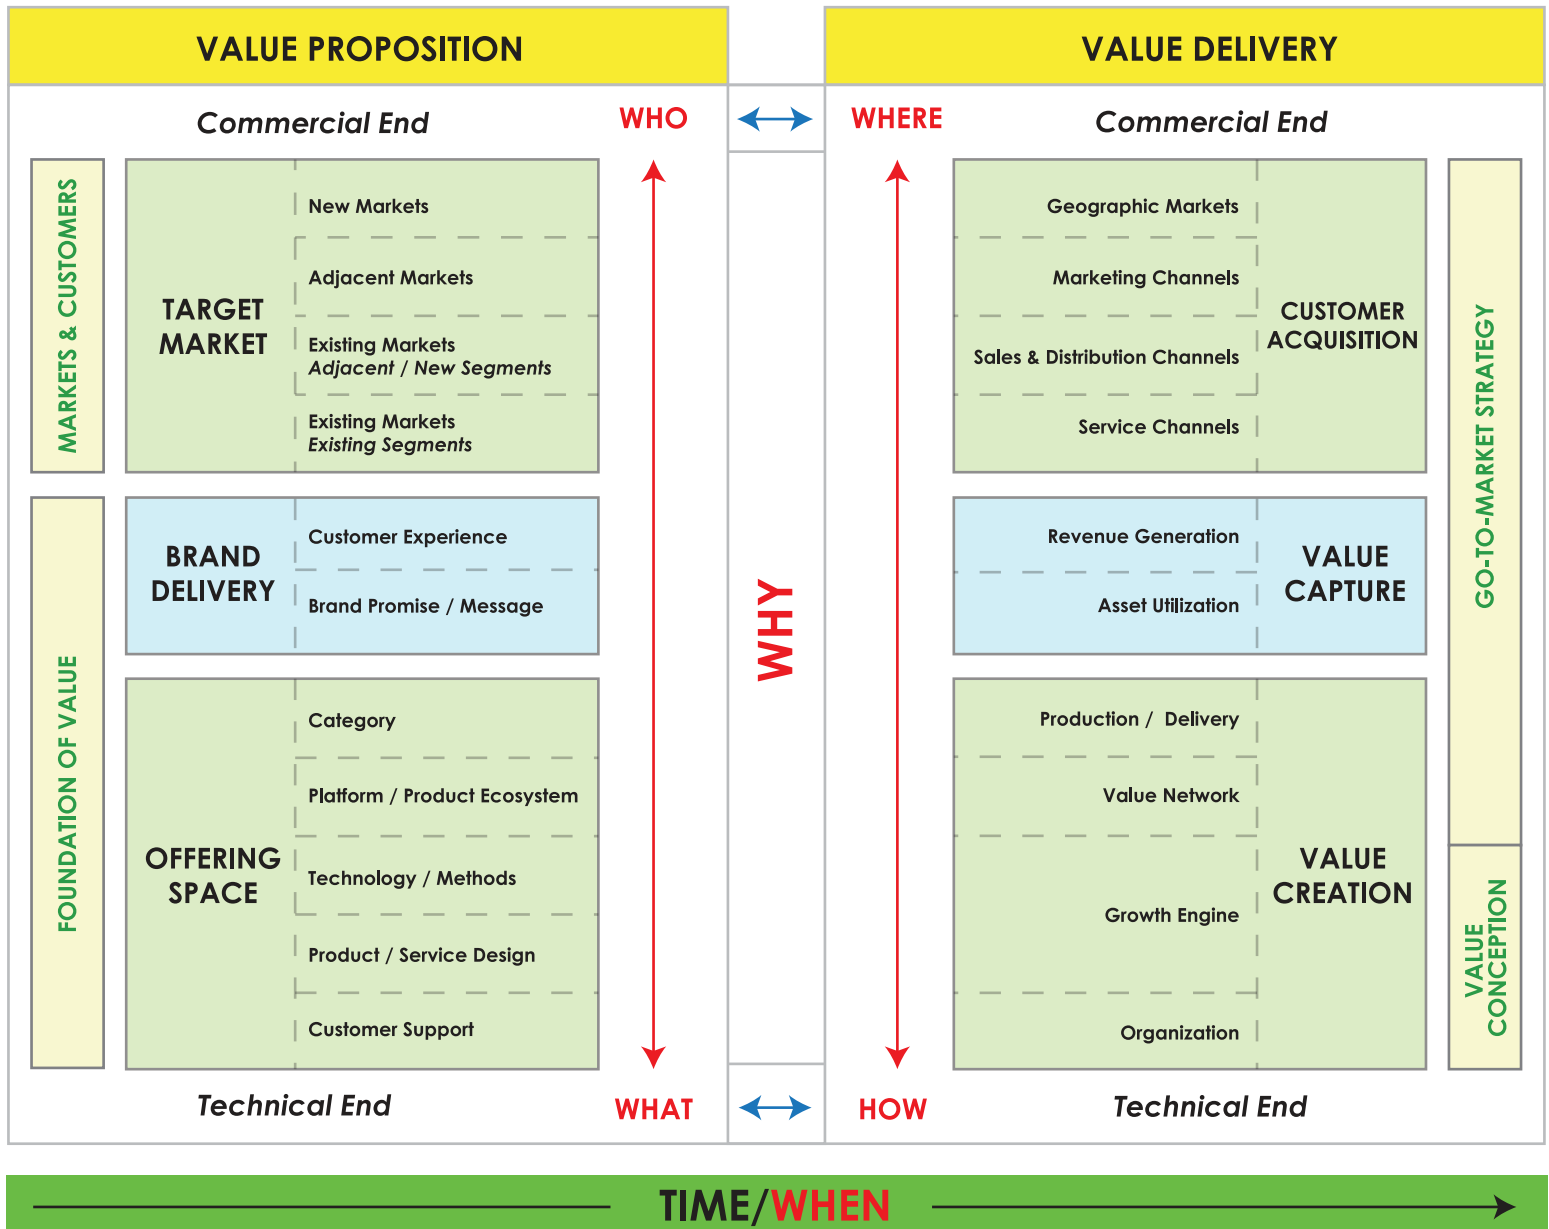 VALUE PROPOSITION
VALUE DELIVERY
Commercial End
WHO
WHERE
Commercial End
MARKETS & CUSTOMERS
TARGET
MARKET
New Markets
Adjacent Markets
Existing Markets
Adjacent / New Segments
Existing Markets
Existing Segments
FOUNDATION OF VALUE
BRAND
DELIVERY
Customer Experience
Brand Promise / Message
OFFERING
SPACE
Category
Platform / Product Ecosystem
Technology / Methods
Product / Service Design
Customer Support
Technical End
WHAT
WHY
Geographic Markets
Marketing Channels
Sales & Distribution Channels
Service Channels
CUSTOMER
ACQUISITION
Revenue Generation
Asset Utilization
VALUE
CAPTURE
Production / Delivery
Value Network
Growth Engine
Organization
VALUE
CREATION
GO-TO-MARKET STRATEGY
VALUE
CONCEPTION
HOW
Technical End
TIME/WHEN